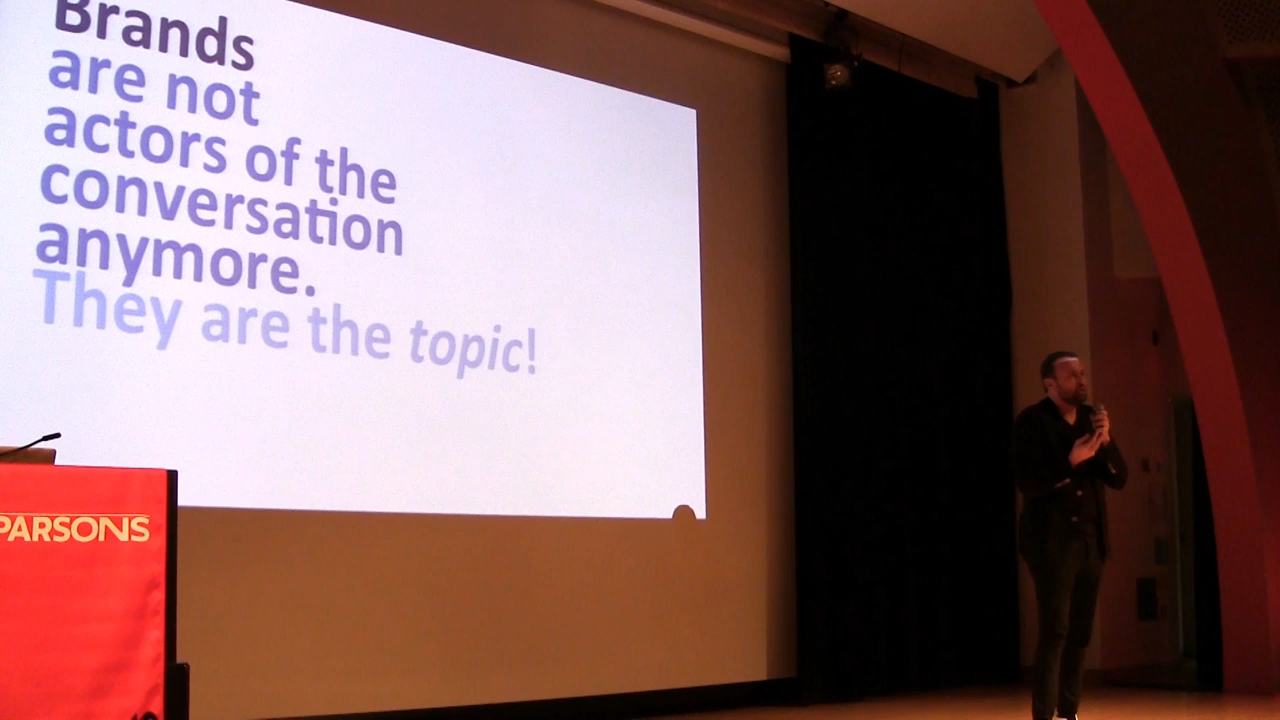 Brands
are not
actors of the
conversation
anymore.
They are the topic!
PARSONS